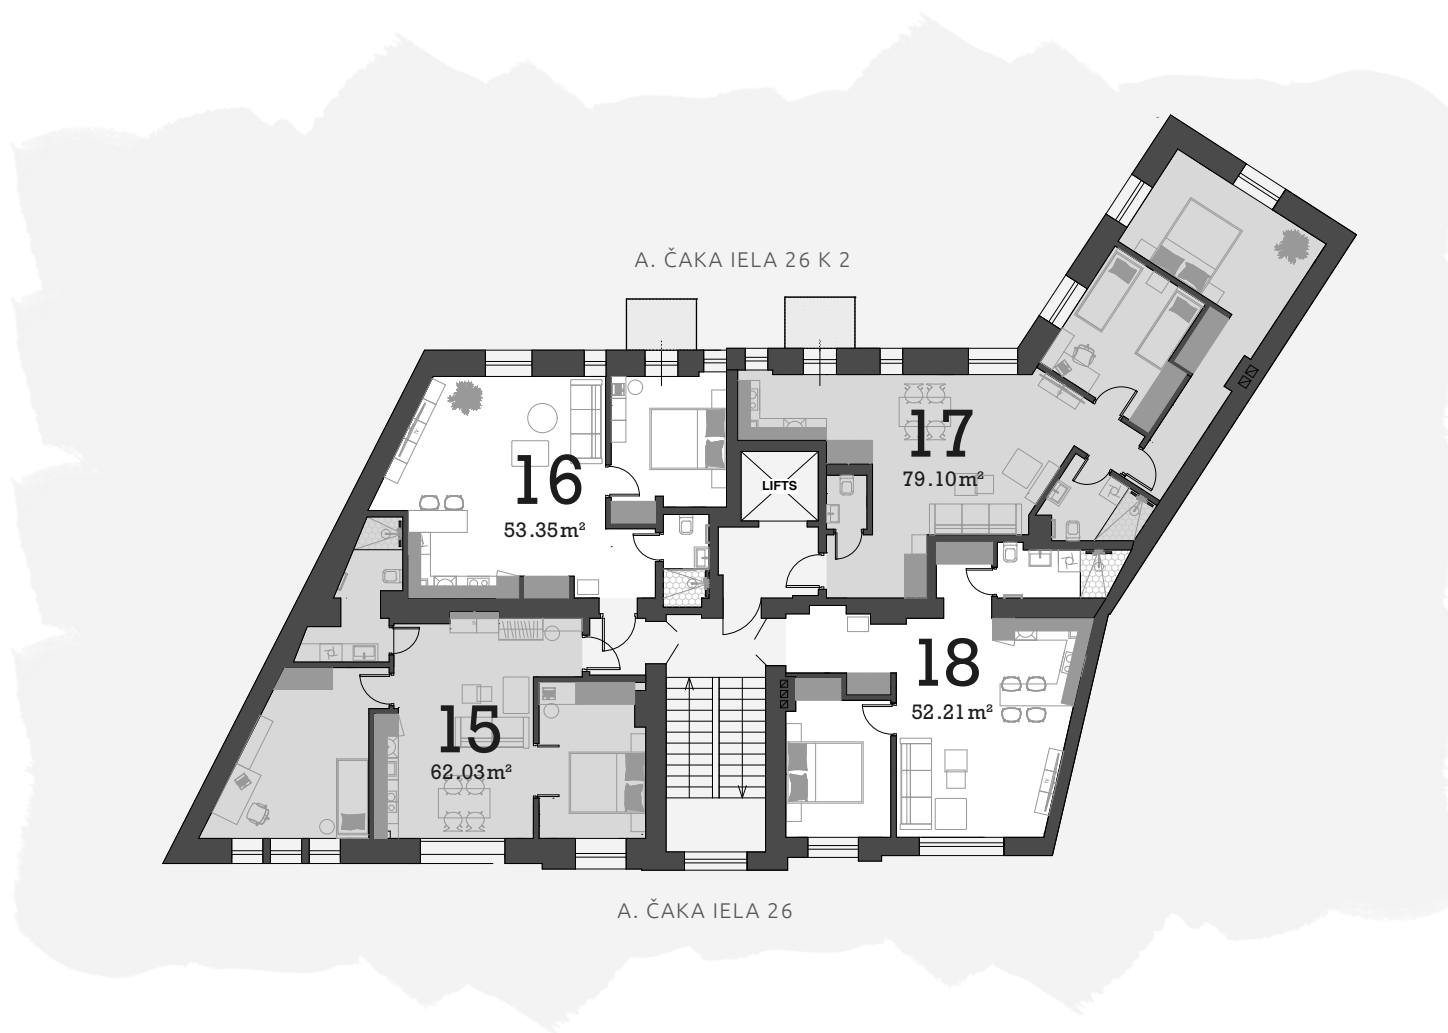 A. ČAKA IELA 26 K 2
17
79.10m²
16
53.35m²
LIFTS
18
52.21m²
15
62.03m²
A. ČAKA IELA 26